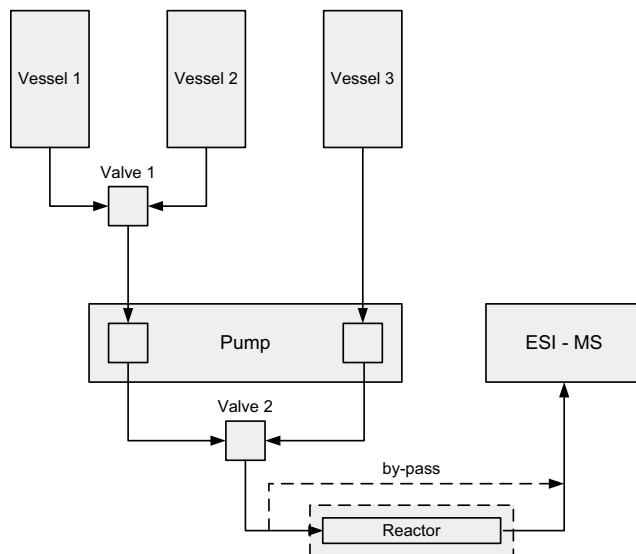 Vessel 1
Vessel 2
Vessel 3
Valve 1
Pump
ESI - MS
Valve 2
by-pass
Reactor